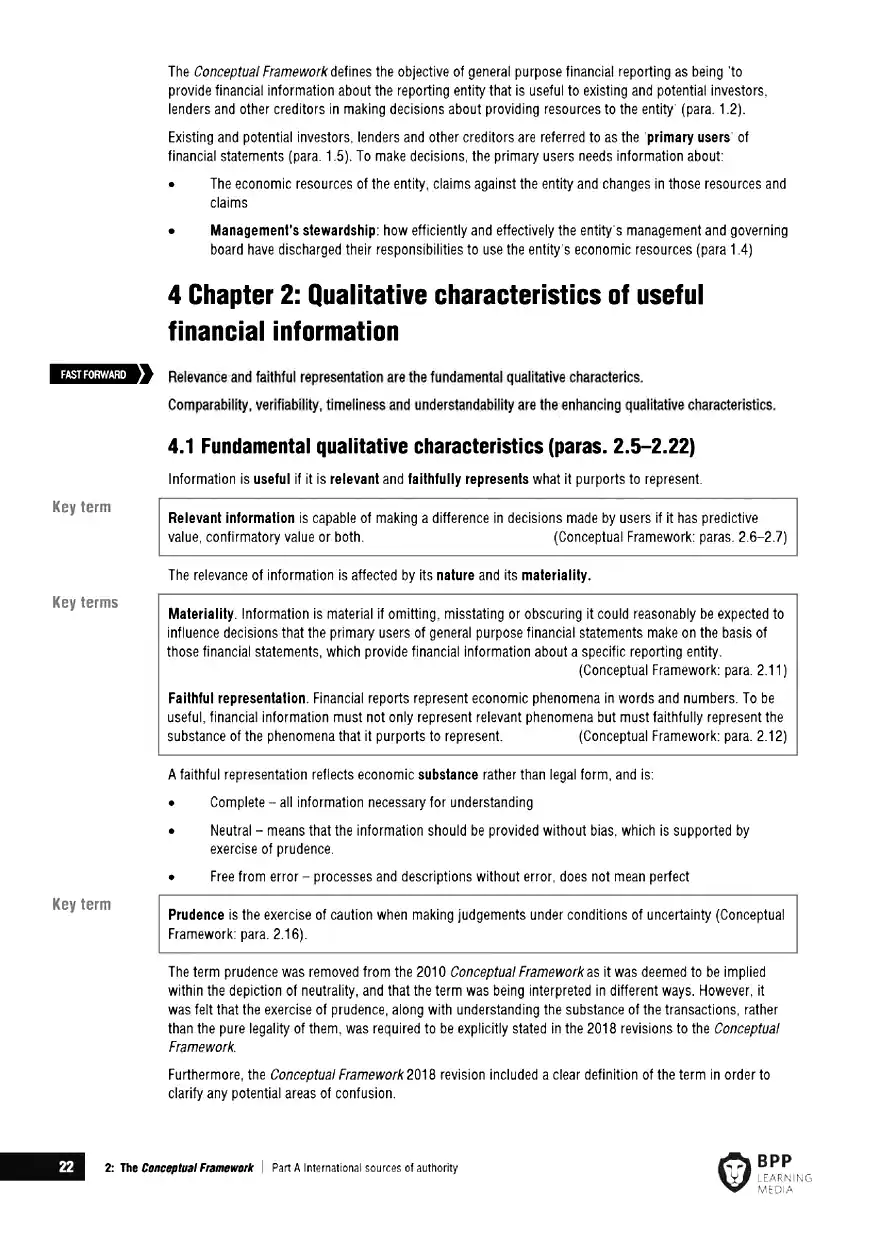 The Conceptual Framework defines the objective of general purpose financial reporting as being 'to
provide financial information about the reporting entity that is useful to existing and potential investors,
lenders and other creditors in making decisions about providing resources to the entity' (para. 1.2).
Existing and potential investors, lenders and other creditors are referred to as the 'primary users' of
financial statements (para. 1.5). To make decisions, the primary users needs information about:
• The economic resources of the entity, claims against the entity and changes in those resources and
claims
• Management's stewardship: how efficiently and effectively the entity's management and governing
board have discharged their responsibilities to use the entity's economic resources (para 1.4)
4 Chapter 2: Qualitative characteristics of useful
financial information
FAST FORWARD
Relevance and faithful representation are the fundamental qualitative characterics.
Comparability, verifiability, timeliness and understandability are the enhancing qualitative characteristics.
4.1 Fundamental qualitative characteristics (paras. 2.5–2.22)
Information is useful if it is relevant and faithfully represents what it purports to represent.
Key term
Relevant information is capable of making a difference in decisions made by users if it has predictive
value, confirmatory value or both. (Conceptual Framework: paras. 2.6–2.7)
The relevance of information is affected by its nature and its materiality.
Key terms
Materiality. Information is material if omitting, misstating or obscuring it could reasonably be expected to
influence decisions that the primary users of general purpose financial statements make on the basis of
those financial statements, which provide financial information about a specific reporting entity.
(Conceptual Framework: para. 2.11)
Faithful representation. Financial reports represent economic phenomena in words and numbers. To be
useful, financial information must not only represent relevant phenomena but must faithfully represent the
substance of the phenomena that it purports to represent. (Conceptual Framework: para. 2.12)
A faithful representation reflects economic substance rather than legal form, and is:
• Complete – all information necessary for understanding
• Neutral – means that the information should be provided without bias, which is supported by
exercise of prudence.
• Free from error – processes and descriptions without error, does not mean perfect
Key term
Prudence is the exercise of caution when making judgements under conditions of uncertainty (Conceptual
Framework: para. 2.16).
The term prudence was removed from the 2010 Conceptual Framework as it was deemed to be implied
within the depiction of neutrality, and that the term was being interpreted in different ways. However, it
was felt that the exercise of prudence, along with understanding the substance of the transactions, rather
than the pure legality of them, was required to be explicitly stated in the 2018 revisions to the Conceptual
Framework.
Furthermore, the Conceptual Framework 2018 revision included a clear definition of the term in order to
clarify any potential areas of confusion.
22 2: The Conceptual Framework | Part A International sources of authority
BPP
LEARNING
MEDIA